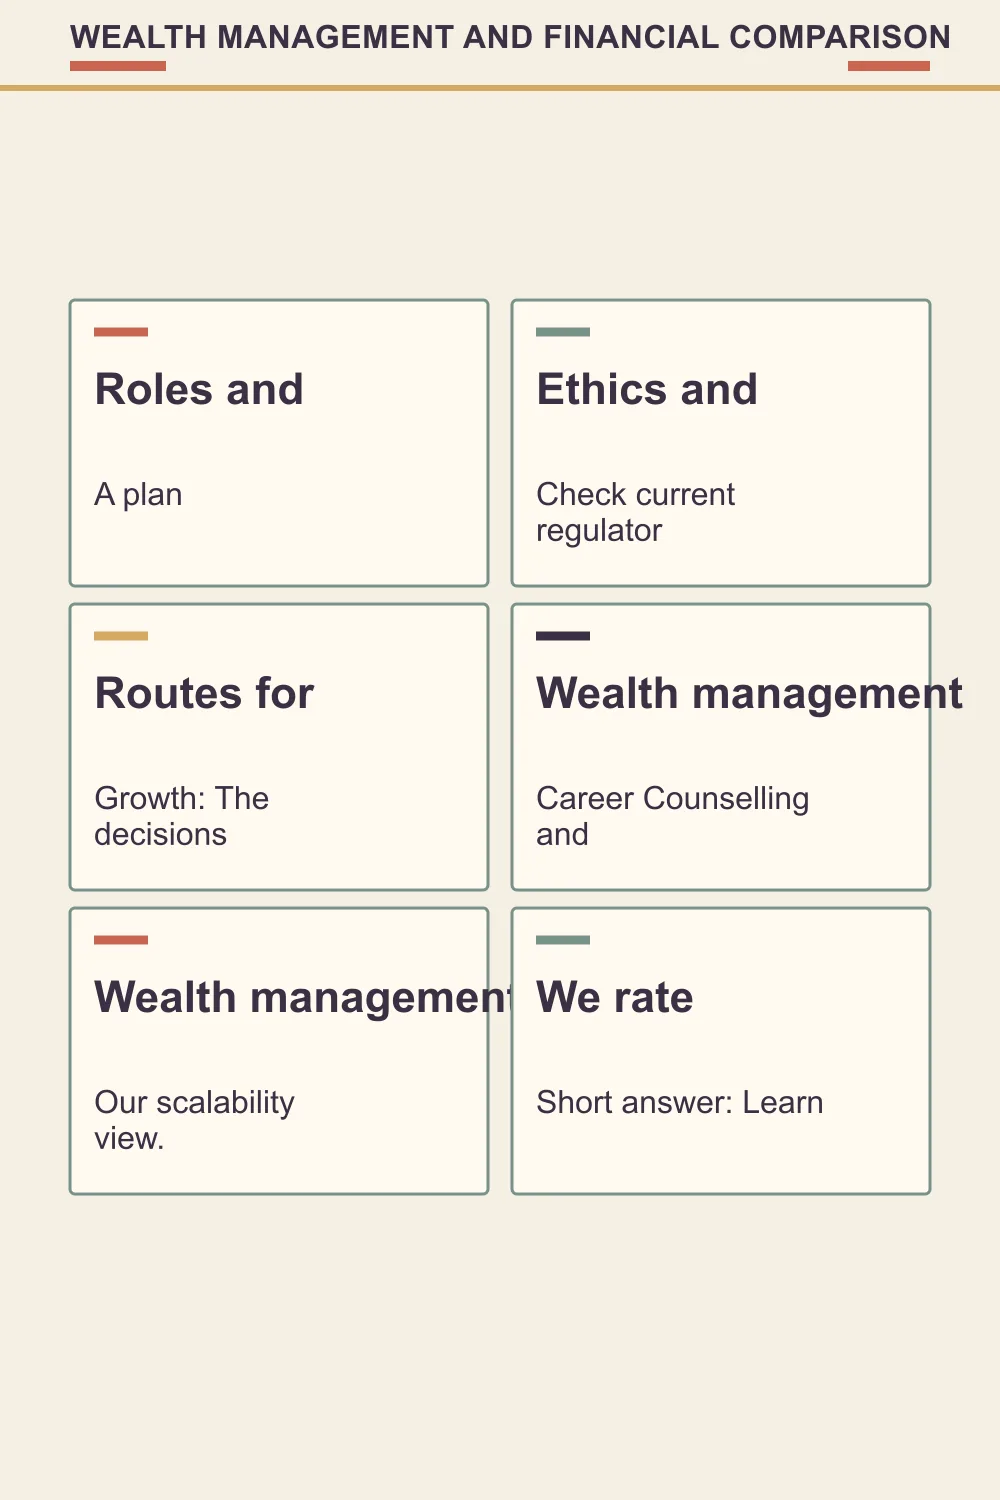 WEALTH MANAGEMENT AND FINANCIAL COMPARISON
Roles and
A plan
Ethics and
Check current
regulator
Routes for
Growth: The
decisions
Wealth management
Career Counselling
and
Wealth management
Our scalability
view.
We rate
Short answer: Learn